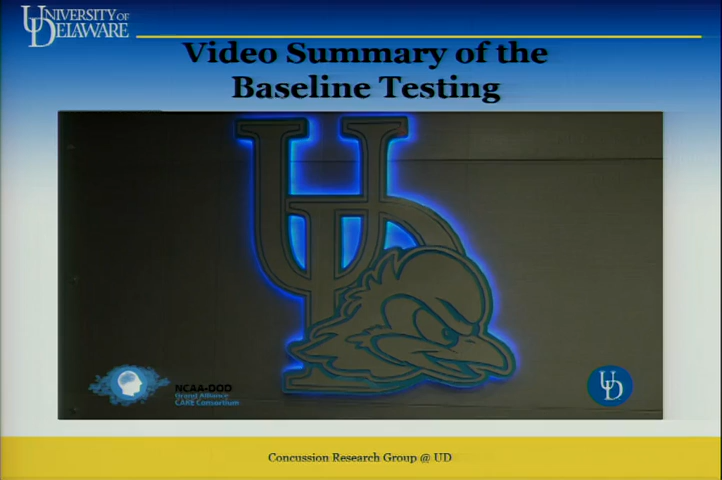 UNIVERSITY OF
DELAWARE
Video Summary of the
Baseline Testing
UD
NCAA-DOD
Grand Alliance
CARE Consortium
UD
Concussion Research Group @ UD